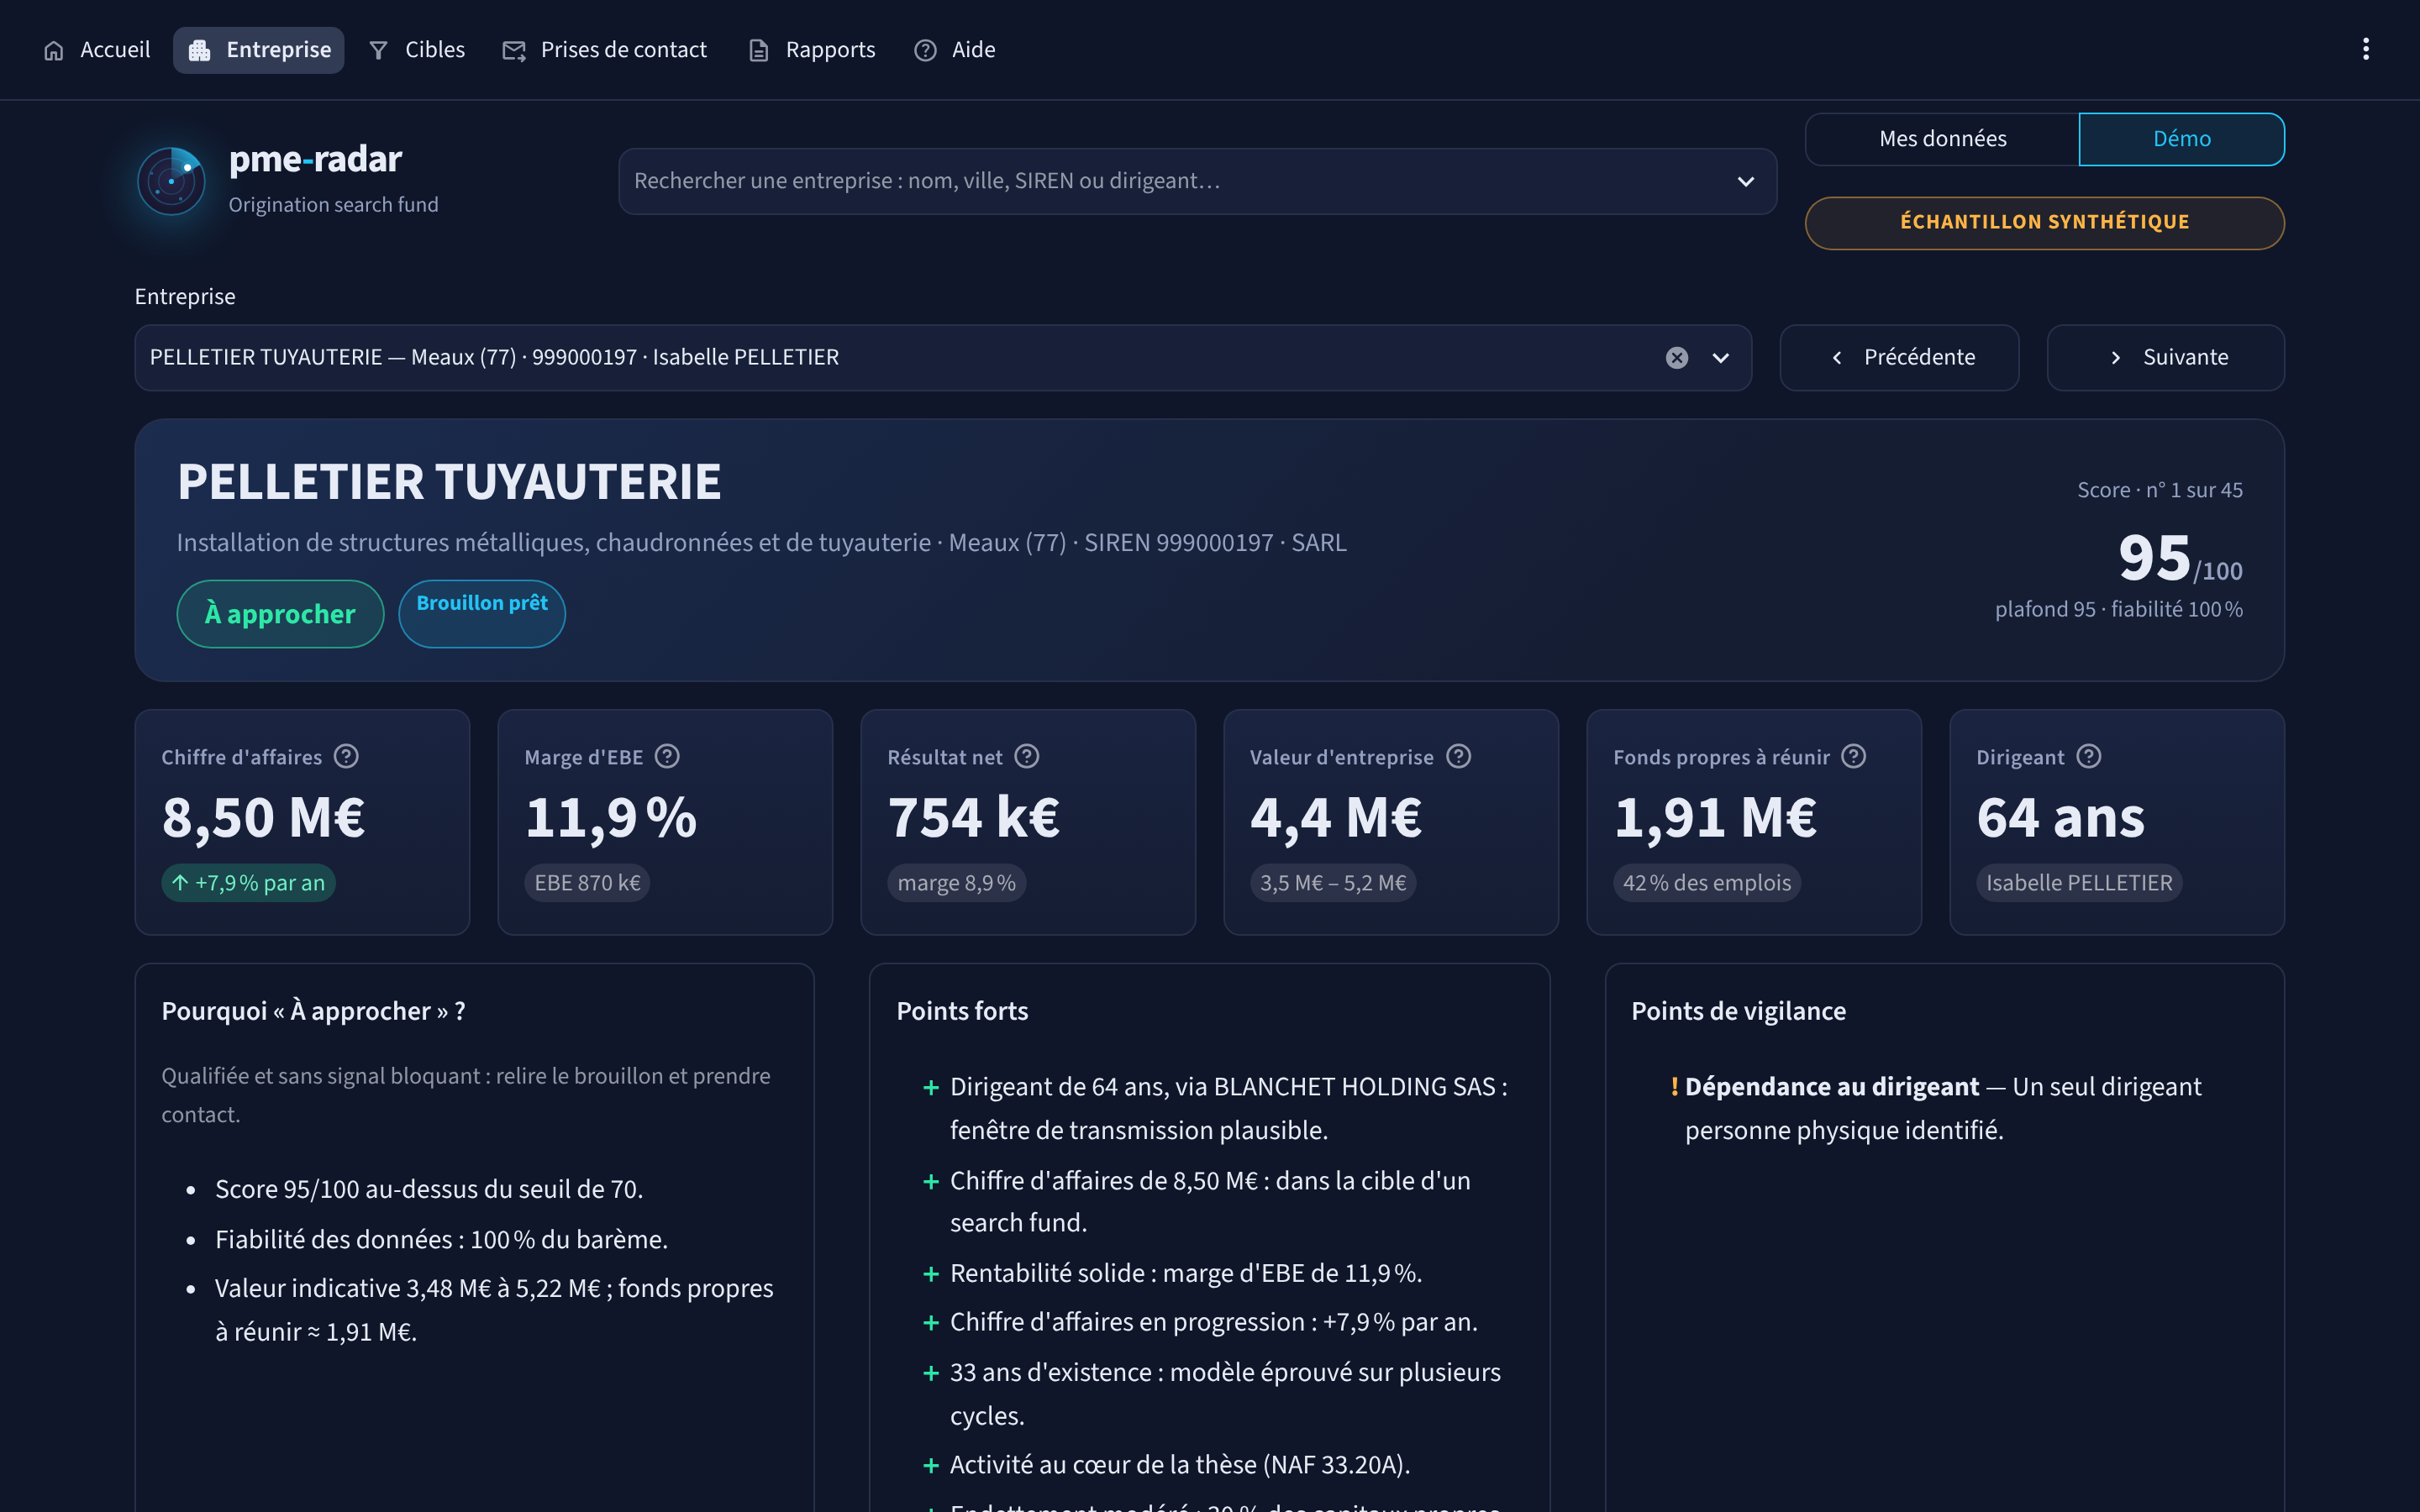 Accueil
Entreprise
Cibles
Prises de contact
Rapports
Aide
pme-radar
Origination search fund
Rechercher une entreprise : nom, ville, SIREN ou dirigeant…
Mes données
Démo
ÉCHANTILLON SYNTHÉTIQUE
Entreprise
PELLETIER TUYAUTERIE — Meaux (77) · 999000197 · Isabelle PELLETIER
Précédente
Suivante
PELLETIER TUYAUTERIE
Installation de structures métalliques, chaudronnées et de tuyauterie · Meaux (77) · SIREN 999000197 · SARL
À approcher
Brouillon prêt
Score · n° 1 sur 45
95/100
plafond 95 · fiabilité 100 %
Chiffre d'affaires
8,50 M€
↑ +7,9 % par an
Marge d'EBE
11,9 %
EBE 870 k€
Résultat net
754 k€
marge 8,9 %
Valeur d'entreprise
4,4 M€
3,5 M€ – 5,2 M€
Fonds propres à réunir
1,91 M€
42 % des emplois
Dirigeant
64 ans
Isabelle PELLETIER
Pourquoi « À approcher » ?
Qualifiée et sans signal bloquant : relire le brouillon et prendre
contact.
• Score 95/100 au-dessus du seuil de 70.
• Fiabilité des données : 100 % du barème.
• Valeur indicative 3,48 M€ à 5,22 M€ ; fonds propres
à réunir ≈ 1,91 M€.
Points forts
+ Dirigeant de 64 ans, via BLANCHET HOLDING SAS :
fenêtre de transmission plausible.
+ Chiffre d'affaires de 8,50 M€ : dans la cible d'un
search fund.
+ Rentabilité solide : marge d'EBE de 11,9 %.
+ Chiffre d'affaires en progression : +7,9 % par an.
+ 33 ans d'existence : modèle éprouvé sur plusieurs
cycles.
+ Activité au cœur de la thèse (NAF 33.20A).
Points de vigilance
! Dépendance au dirigeant — Un seul dirigeant
personne physique identifié.